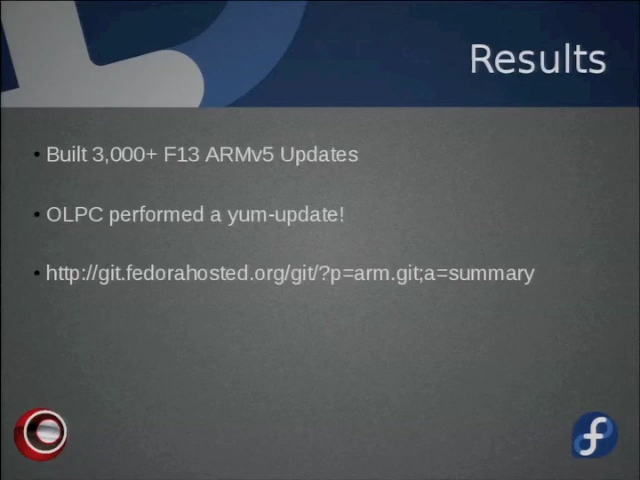 Results
• Built 3,000+ F13 ARMv5 Updates
• OLPC performed a yum-update!
• http://git.fedorahosted.org/git/?p=arm.git;a=summary